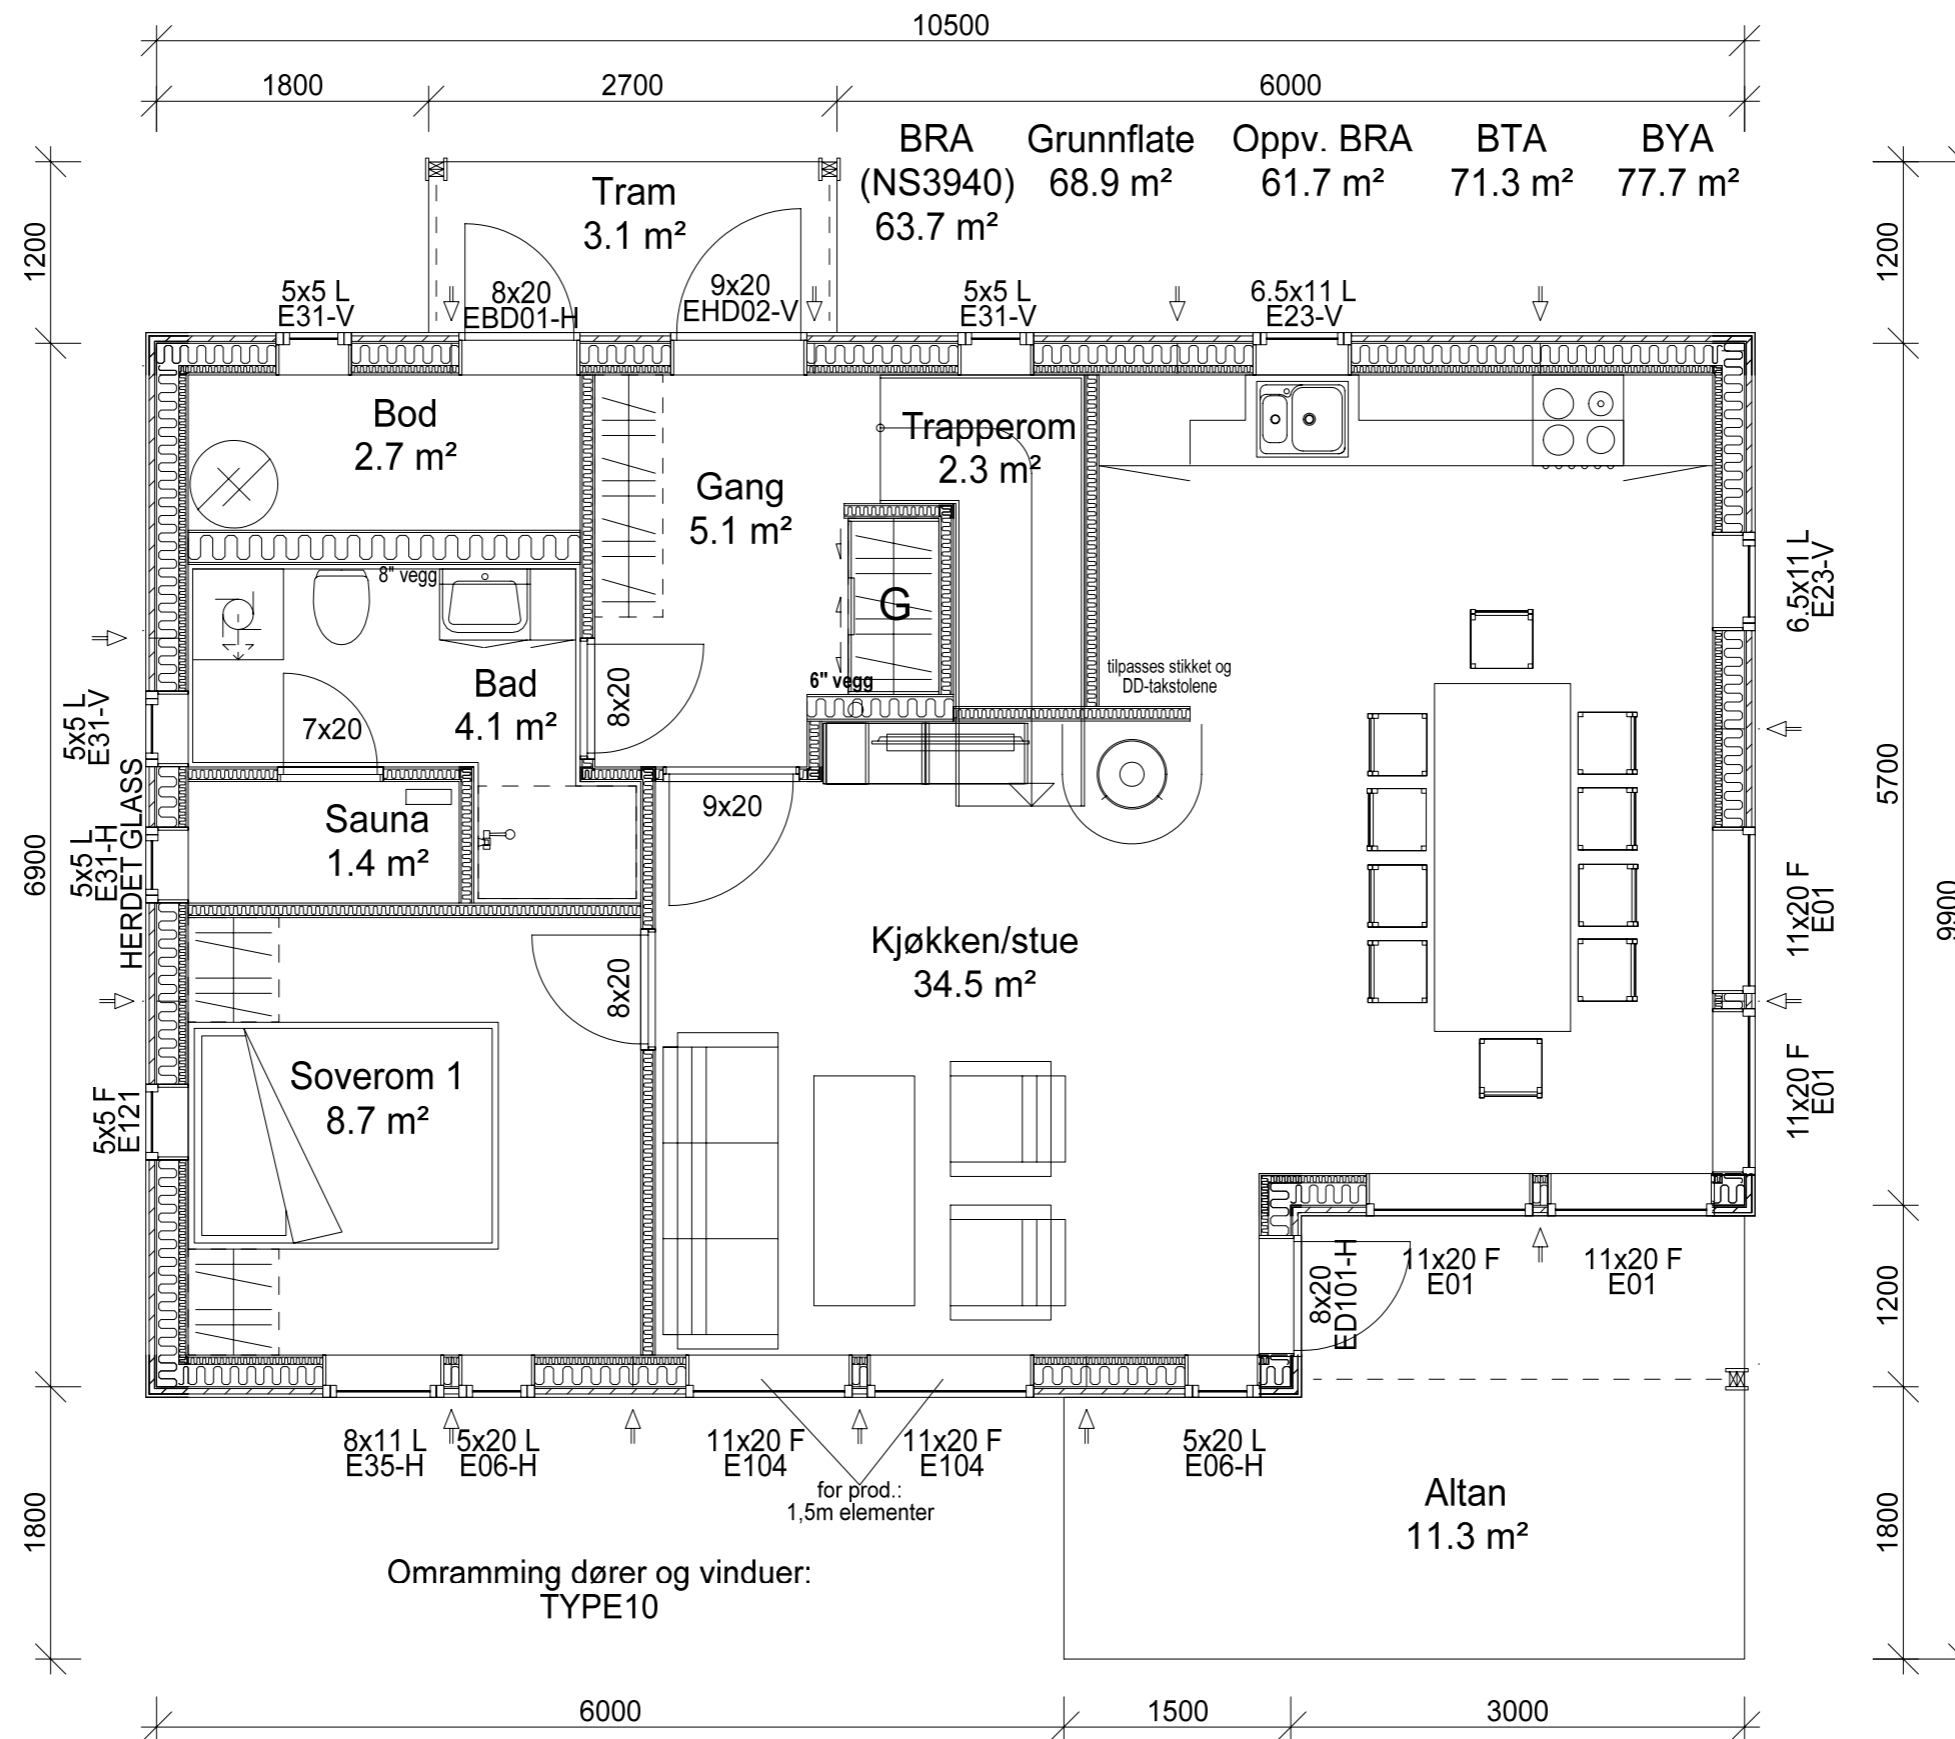 10500
1800
2700
6000
BRA
(NS3940)
63.7 m²
Grunnflate
68.9 m²
Oppv. BRA
61.7 m²
BTA
71.3 m²
BYA
77.7 m²
1200
1200
Tram
3.1 m²
5x5 L
E31-V
8x20
EBD01-H
9x20
EHD02-V
5x5 L
E31-V
6.5x11 L
E23-V
Bod
2.7 m²
Gang
5.1 m²
Trapperom
2.3 m²
G
8" vegg
6" vegg
8x20
Bad
4.1 m²
7x20
tilpasses stikket og
DD-takstolene
6.5x11 L
E23-V
5x5 L
E31-V
5x5 L
E31-H
HERDET GLASS
Sauna
1.4 m²
9x20
6900
5700
9900
11x20 F
E01
Kjøkken/stue
34.5 m²
8x20
Soverom 1
8.7 m²
5x5 F
E121
11x20 F
E01
8x20
ED101-H
11x20 F
E01
11x20 F
E01
1200
8x11 L
E35-H
5x20 L
E06-H
11x20 F
E104
11x20 F
E104
5x20 L
E06-H
for prod.:
1,5m elementer
Altan
11.3 m²
1800
1800
Omramming dører og vinduer:
TYPE10
6000
1500
3000